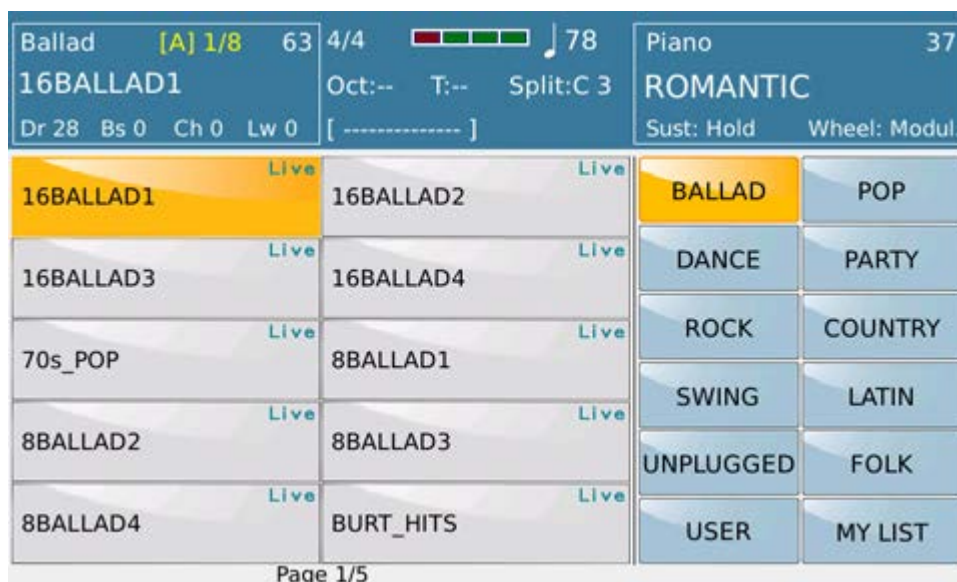 Ballad [A] 1/8 63
16BALLAD1
Dr 28 Bs 0 Ch 0 Lw 0
4/4 78
Oct:-- T:-- Split:C 3
[ -------------- ]
Piano 37
ROMANTIC
Sust: Hold Wheel: Modul.
Live Live
16BALLAD1 16BALLAD2
Live Live
16BALLAD3 16BALLAD4
Live Live
70s_POP 8BALLAD1
Live Live
8BALLAD2 8BALLAD3
Live Live
8BALLAD4 BURT_HITS
Page 1/5
BALLAD POP
DANCE PARTY
ROCK COUNTRY
SWING LATIN
UNPLUGGED FOLK
USER MY LIST